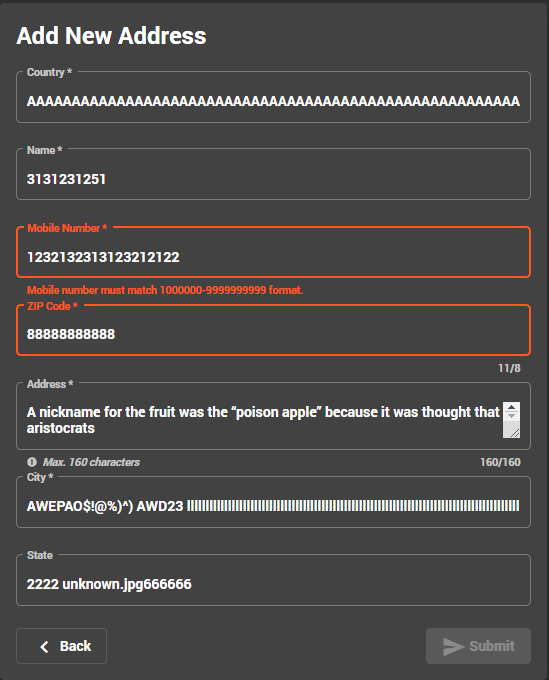 Add New Address
Country *
AAAAAAAAAAAAAAAAAAAAAAAAAAAAAAAAAAAAAAAAAAAAAAAAAAAAAAA
Name *
3131231251
Mobile Number *
1232132313123212122
Mobile number must match 1000000-9999999999 format.
ZIP Code *
88888888888
11/8
Address *
A nickname for the fruit was the “poison apple” because it was thought that
aristocrats
Max. 160 characters
160/160
City *
AWEPAO$!@%)^) AWD23
State
2222 unknown.jpg666666
Back
Submit